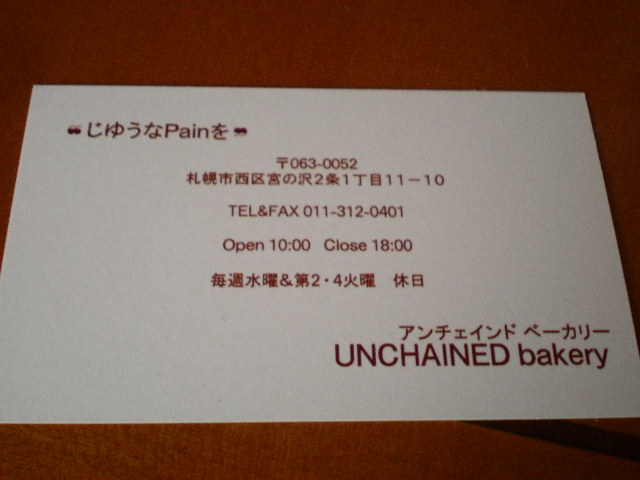 じゆうなPainを
〒063-0052
札幌市西区宮の沢2条1丁目11－10
TEL&FAX 011-312-0401
Open 10:00 Close 18:00
毎週水曜&第2・4火曜 休日
アンチェインド ベーカリー
UNCHAINED bakery